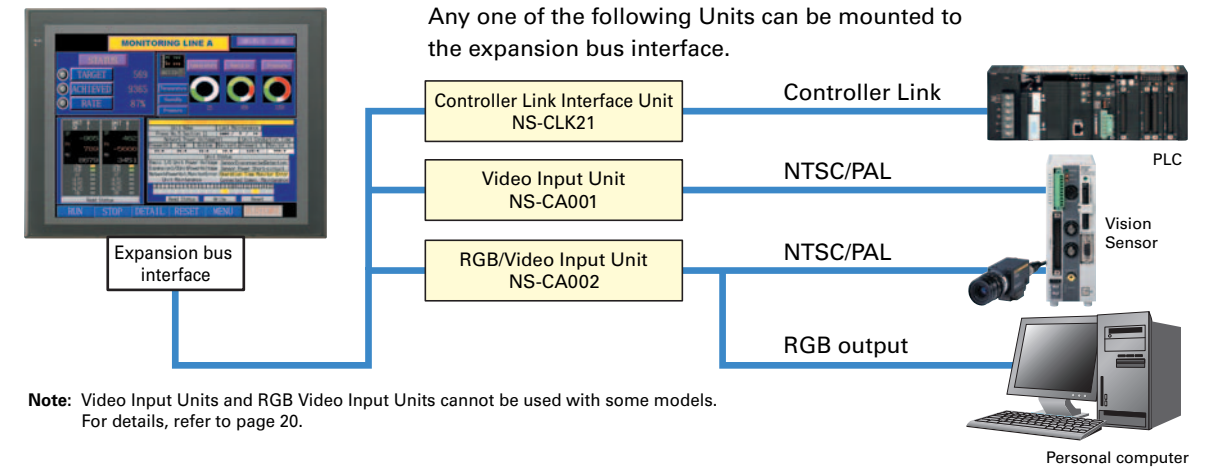 Any one of the following Units can be mounted to
the expansion bus interface.
MONITORING LINE A
STATUS
TARGET 569
ACHIEVED 9365
RATE 87%
RUN STOP DETAIL RESET MENU
Expansion bus
interface
Controller Link Interface Unit
NS-CLK21
Controller Link
PLC
Video Input Unit
NS-CA001
NTSC/PAL
Vision
Sensor
RGB/Video Input Unit
NS-CA002
NTSC/PAL
RGB output
Personal computer
Note: Video Input Units and RGB Video Input Units cannot be used with some models.
For details, refer to page 20.